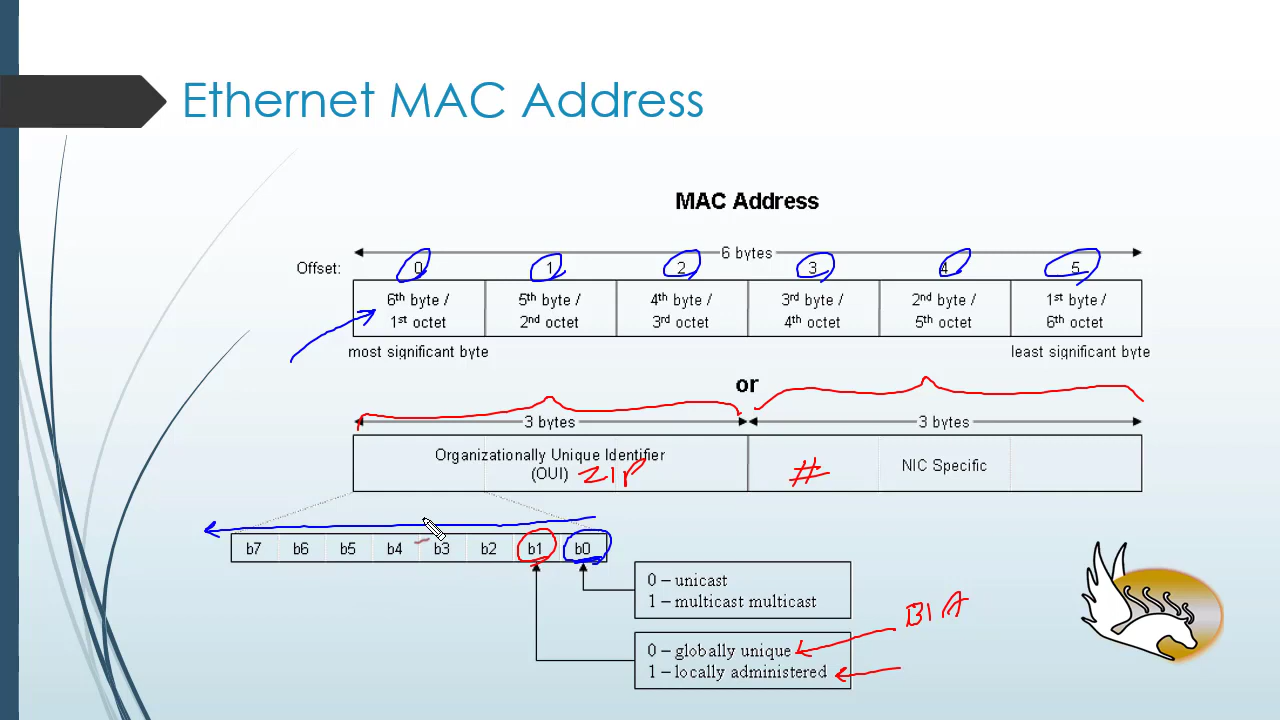 Ethernet MAC Address
MAC Address
6 bytes
Offset: 0 1 2 3 4 5
6th byte / 5th byte / 4th byte / 3rd byte / 2nd byte / 1st byte /
1st octet 2nd octet 3rd octet 4th octet 5th octet 6th octet
most significant byte least significant byte
or
3 bytes 3 bytes
Organizationally Unique Identifier
(OUI) ZIP # NIC Specific
b7 b6 b5 b4 b3 b2 b1 b0
0 – unicast
1 – multicast multicast
BIA
0 – globally unique
1 – locally administered